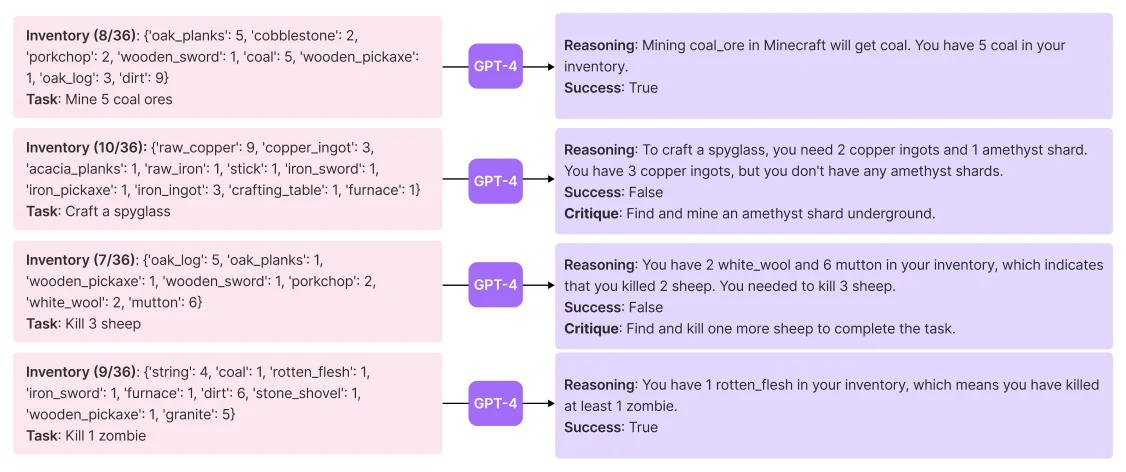 Inventory (8/36): {'oak_planks': 5, 'cobblestone': 2,
'porkchop': 2, 'wooden_sword': 1, 'coal': 5, 'wooden_pickaxe':
1, 'oak_log': 3, 'dirt': 9}
Task: Mine 5 coal ores
GPT-4
Reasoning: Mining coal_ore in Minecraft will get coal. You have 5 coal in your
inventory.
Success: True
Inventory (10/36): {'raw_copper': 9, 'copper_ingot': 3,
'acacia_planks': 1, 'raw_iron': 1, 'stick': 1, 'iron_sword': 1,
'iron_pickaxe': 1, 'iron_ingot': 3, 'crafting_table': 1, 'furnace': 1}
Task: Craft a spyglass
GPT-4
Reasoning: To craft a spyglass, you need 2 copper ingots and 1 amethyst shard.
You have 3 copper ingots, but you don't have any amethyst shards.
Success: False
Critique: Find and mine an amethyst shard underground.
Inventory (7/36): {'oak_log': 5, 'oak_planks': 1,
'wooden_pickaxe': 1, 'wooden_sword': 1, 'porkchop': 2,
'white_wool': 2, 'mutton': 6}
Task: Kill 3 sheep
GPT-4
Reasoning: You have 2 white_wool and 6 mutton in your inventory, which indicates
that you killed 2 sheep. You needed to kill 3 sheep.
Success: False
Critique: Find and kill one more sheep to complete the task.
Inventory (9/36): {'string': 4, 'coal': 1, 'rotten_flesh': 1,
'iron_sword': 1, 'furnace': 1, 'dirt': 6, 'stone_shovel': 1,
'wooden_pickaxe': 1, 'granite': 5}
Task: Kill 1 zombie
GPT-4
Reasoning: You have 1 rotten_flesh in your inventory, which means you have killed
at least 1 zombie.
Success: True